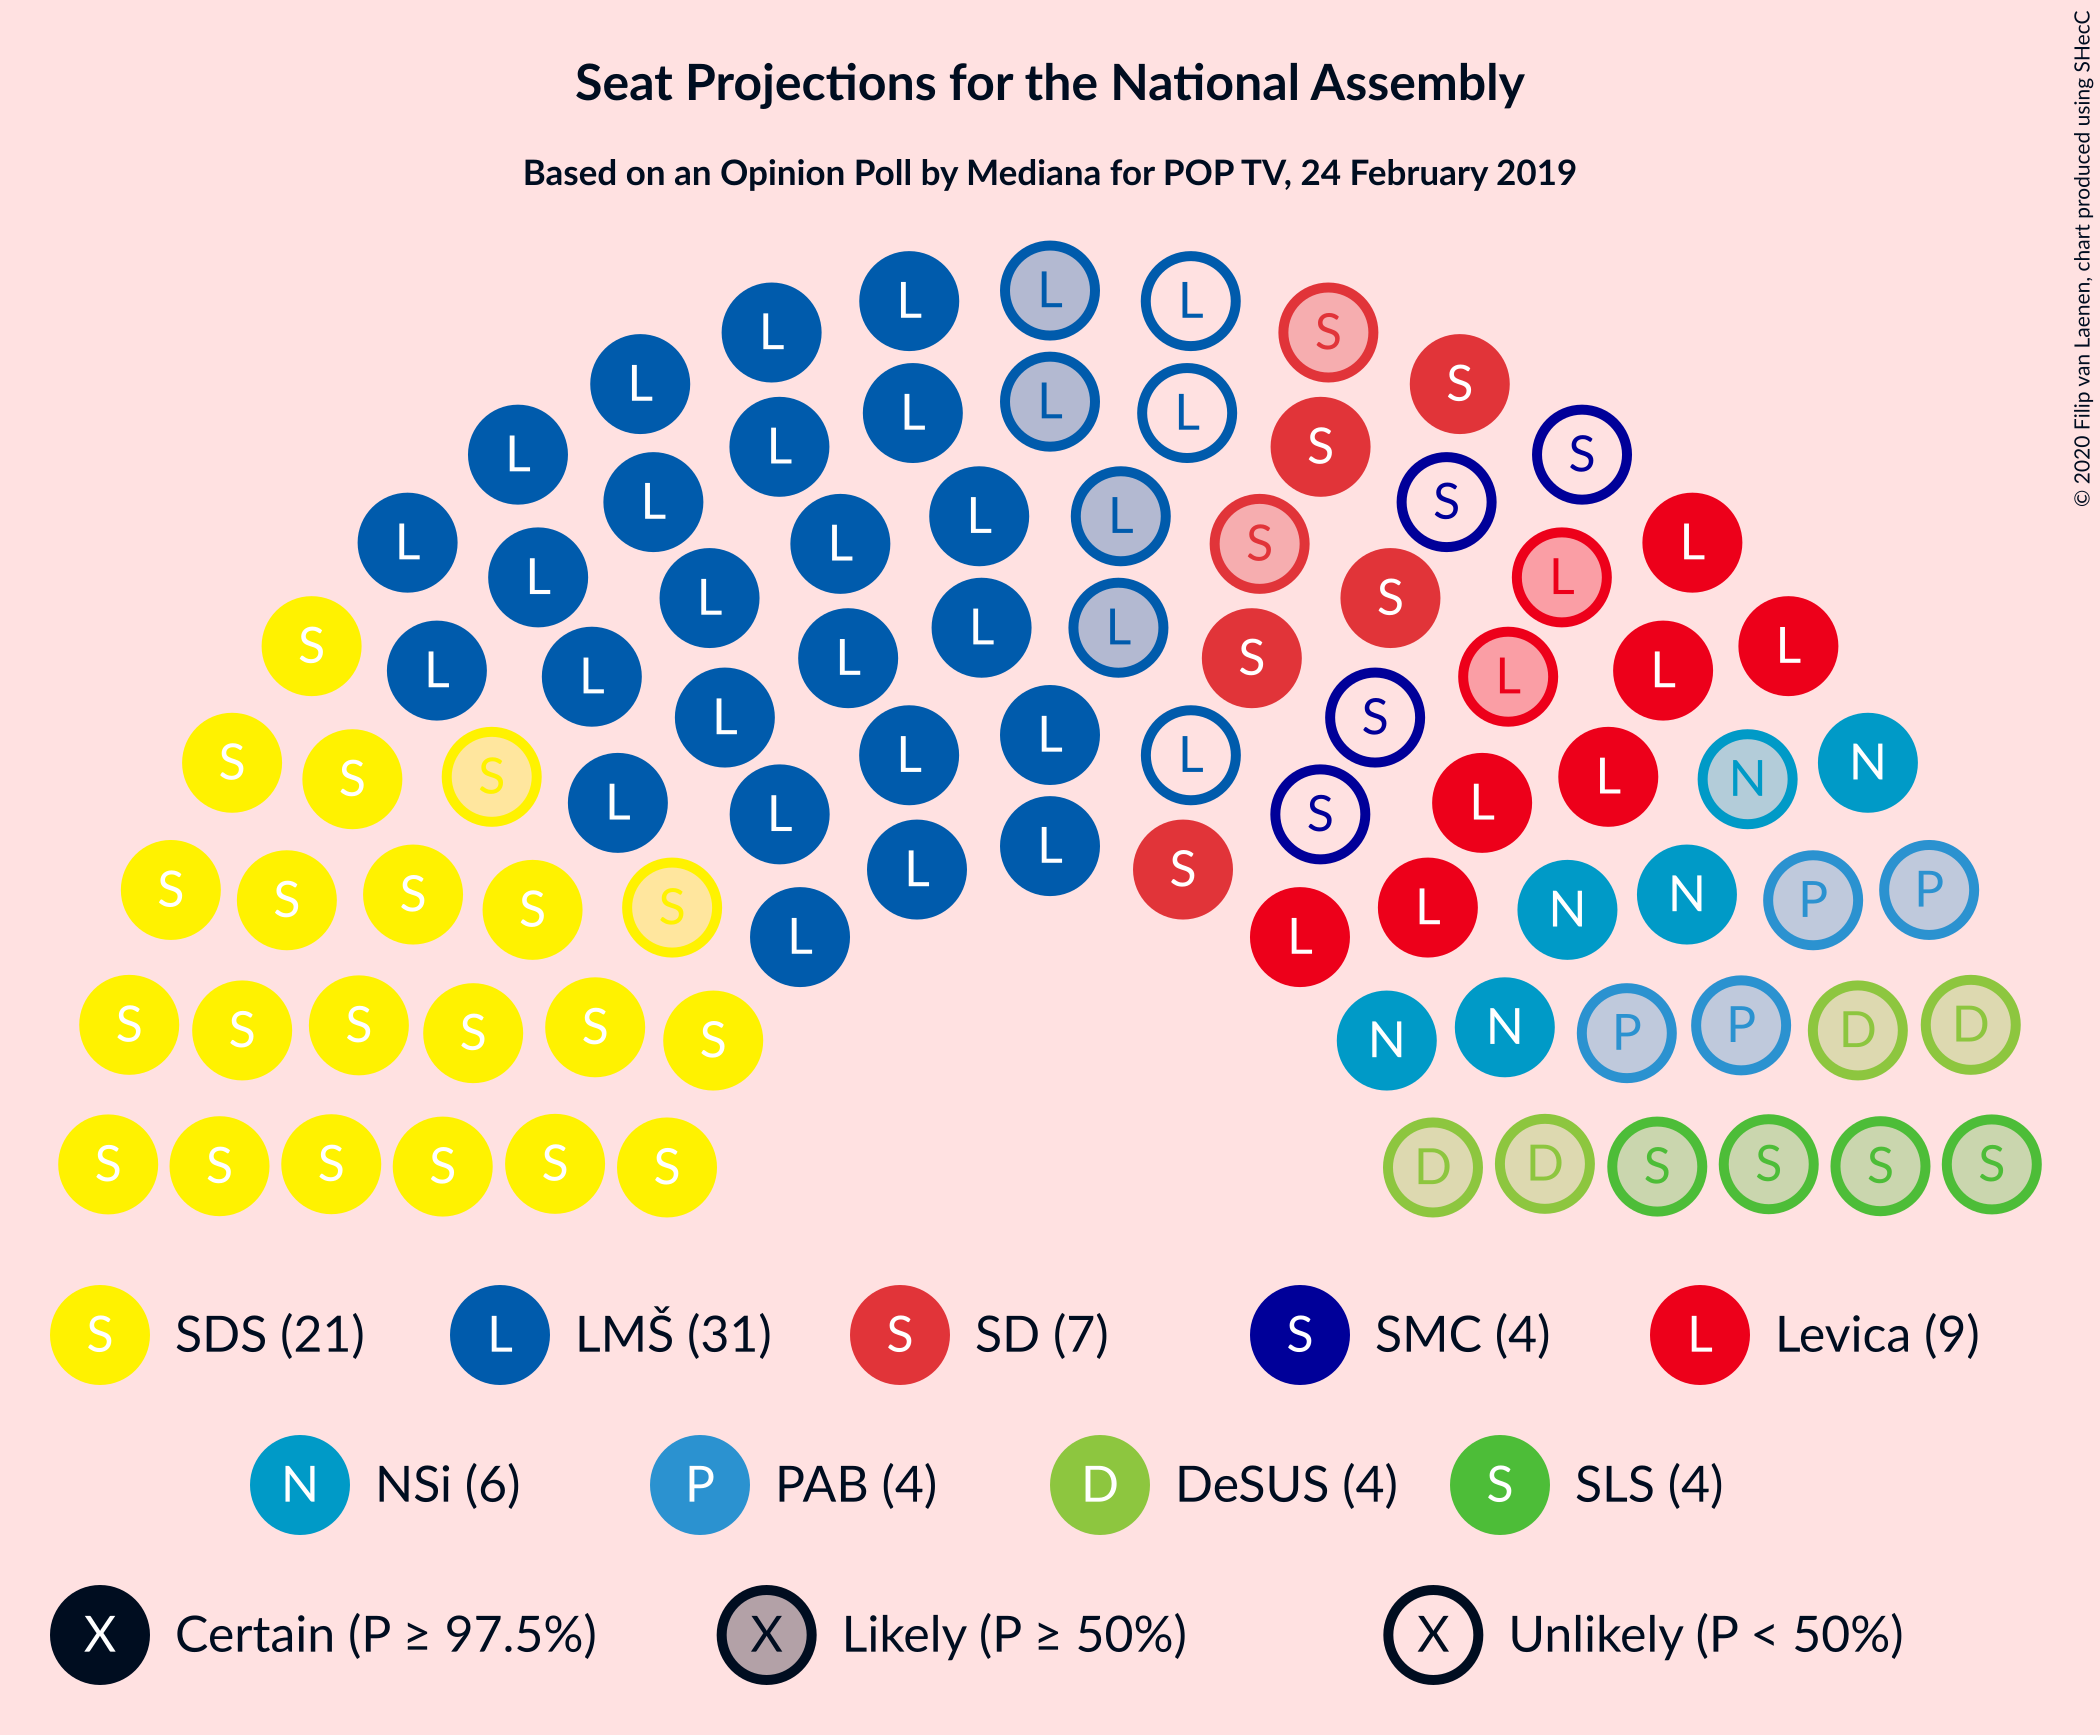 Seat Projections for the National Assembly
Based on an Opinion Poll by Mediana for POP TV, 24 February 2019
© 2020 Filip van Laenen, chart produced using SHecC
L L L L L
L S S
L L L L S
L S S
L L L L L S S L L
L L L S L
S L L L L L S S L L L
S S S L L L L L S L L N N
S S S S S L L L S L L N N P P
S S S S S S N N P P D D
S S S S S S D D S S S S
S SDS (21) L LMŠ (31) S SD (7) S SMC (4) L Levica (9)
N NSi (6) P PAB (4) D DeSUS (4) S SLS (4)
X Certain (P ≥ 97.5%) X Likely (P ≥ 50%) X Unlikely (P < 50%)